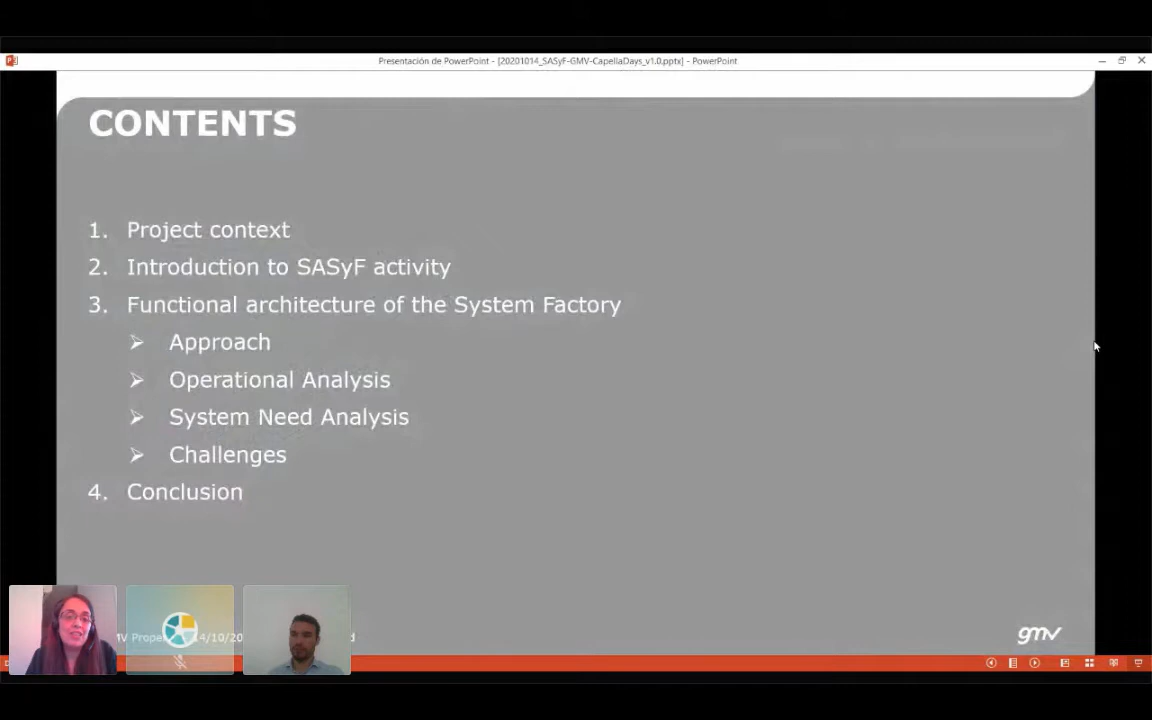 Presentación de PowerPoint - [20201014_SASyF-GMV-CapellaDays_v1.0.pptx] - PowerPoint
CONTENTS
1. Project context
2. Introduction to SASyF activity
3. Functional architecture of the System Factory
➢ Approach
➢ Operational Analysis
➢ System Need Analysis
➢ Challenges
4. Conclusion
gmv